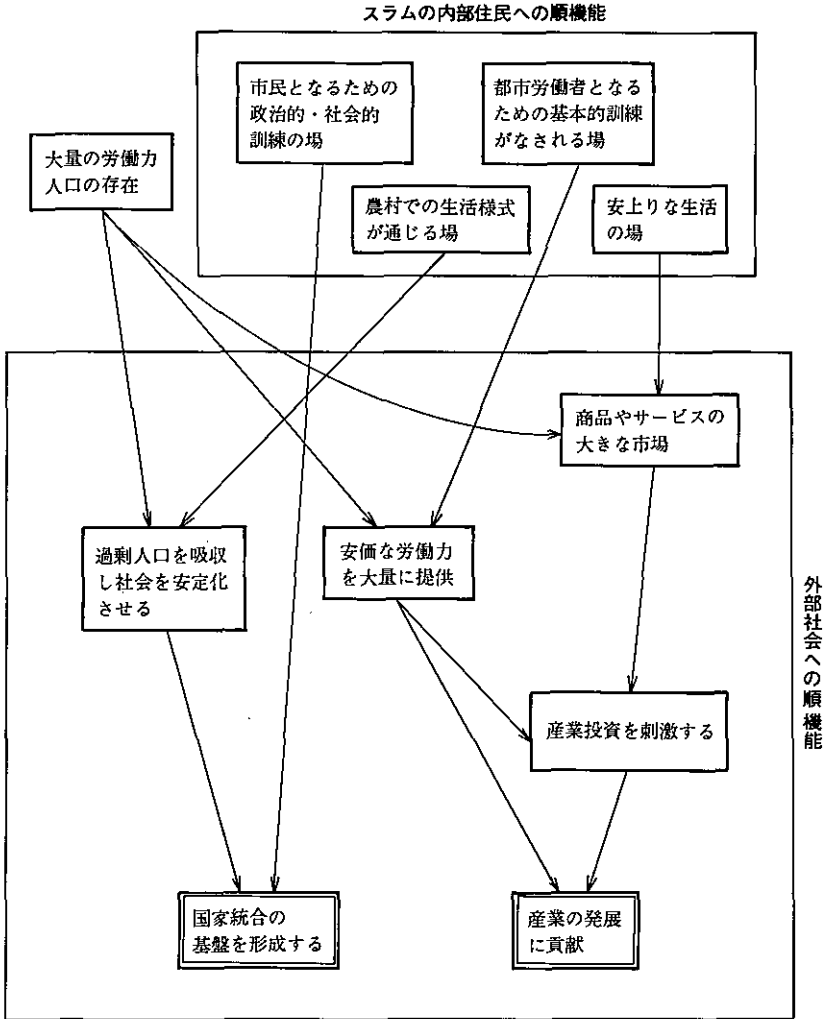 スラムの内部住民への順機能
市民となるための
政治的・社会的
訓練の場
都市労働者となる
ための基本的訓練
がなされる場
大量の労働力
人口の存在
農村での生活様式
が通じる場
安上りな生活
の場
商品やサービスの
大きな市場
過剰人口を吸収
し社会を安定化
させる
安価な労働力
を大量に提供
外部社会への順機能
産業投資を刺激する
国家統合の
基盤を形成する
産業の発展
に貢献